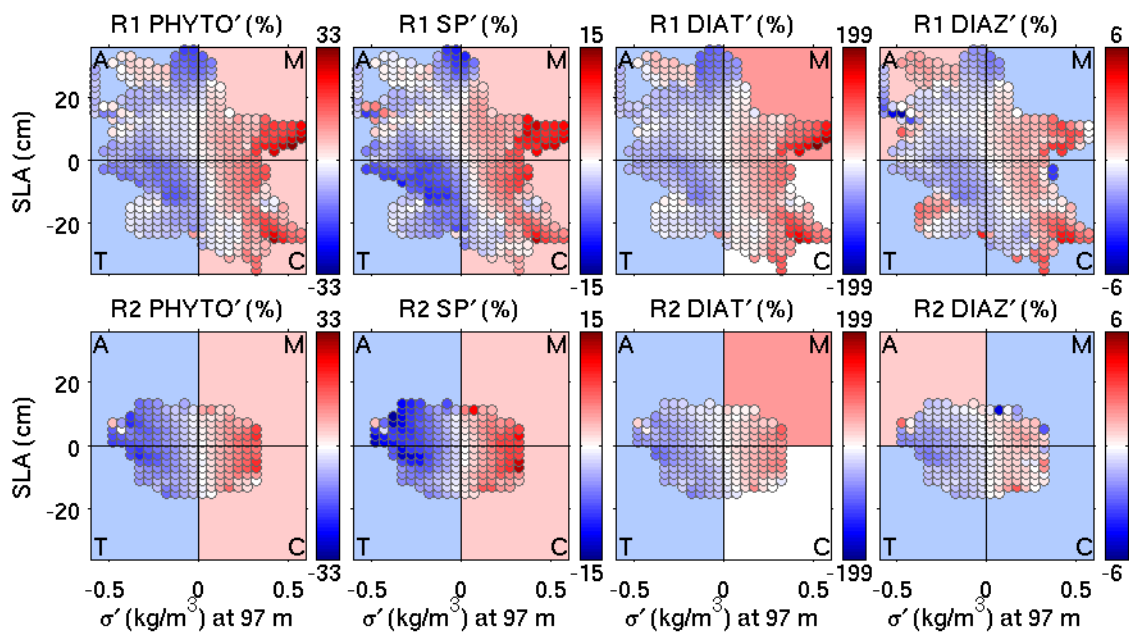 R1 PHYTO′(%) R1 SP′(%) R1 DIAT′(%) R1 DIAZ′(%)
33 15 199 6
A M A M A M A M
SLA (cm)
20
0
-20
T C T C T C T C
-33 -15 -199 -6
R2 PHYTO′(%) R2 SP′(%) R2 DIAT′(%) R2 DIAZ′(%)
33 15 199 6
A M A M A M A M
SLA (cm)
20
0
-20
T C T C T C T C
-33 -15 -199 -6
-0.5 0 0.5 -0.5 0 0.5 -0.5 0 0.5 -0.5 0 0.5
σ′ (kg/m³) at 97 m σ′ (kg/m³) at 97 m σ′ (kg/m³) at 97 m σ′ (kg/m³) at 97 m